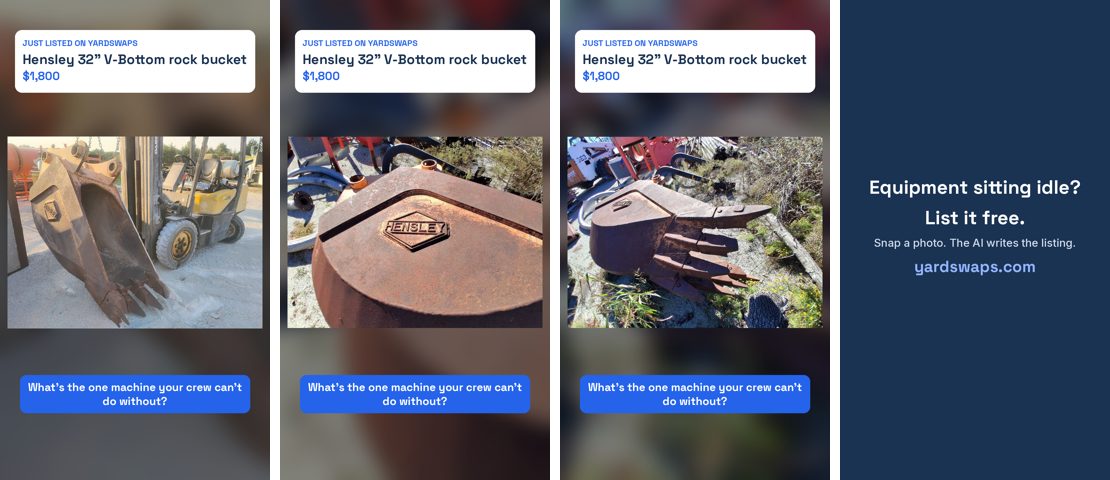 JUST LISTED ON YARDSWAPS
Hensley 32" V-Bottom rock bucket
$1,800
What's the one machine your crew can't
do without?
JUST LISTED ON YARDSWAPS
Hensley 32" V-Bottom rock bucket
$1,800
HENSLEY
What's the one machine your crew can't
do without?
JUST LISTED ON YARDSWAPS
Hensley 32" V-Bottom rock bucket
$1,800
What's the one machine your crew can't
do without?
Equipment sitting idle?
List it free.
Snap a photo. The AI writes the listing.
yardswaps.com